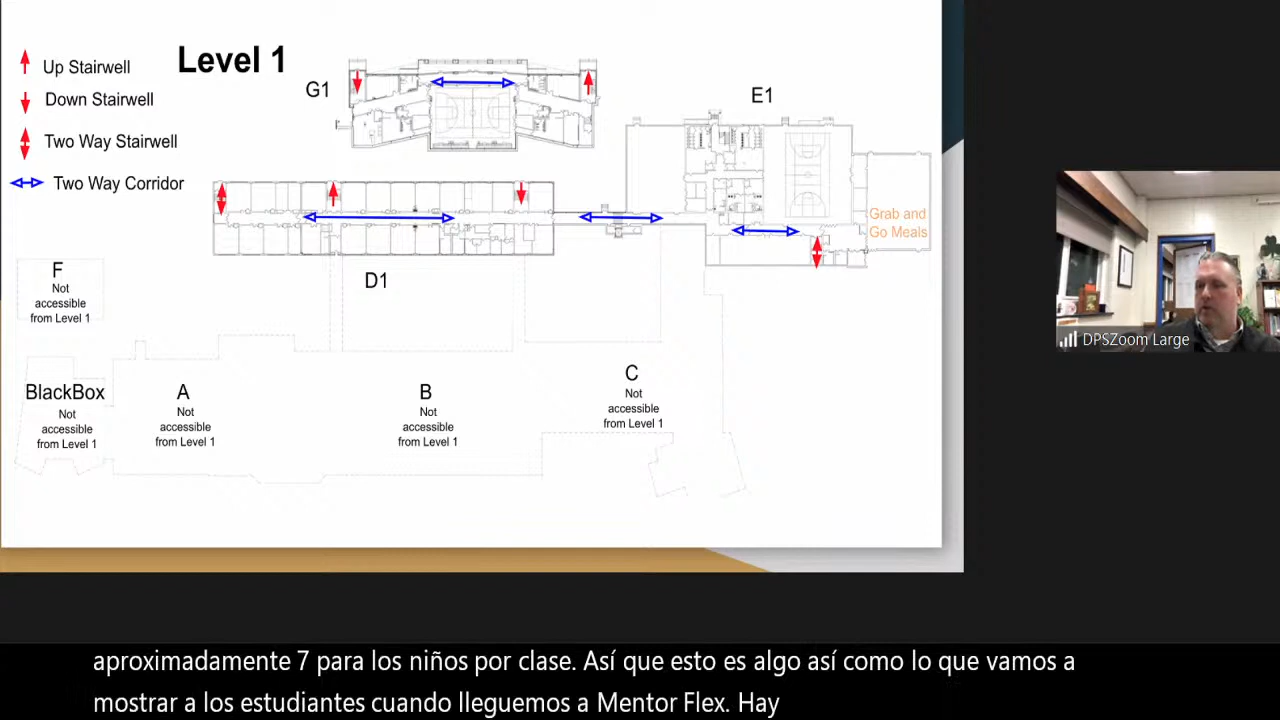 Level 1
Up Stairwell
Down Stairwell
Two Way Stairwell
Two Way Corridor
G1
E1
Grab and
Go Meals
D1
F
Not
accessible
from Level 1
BlackBox
Not
accessible
from Level 1
A
Not
accessible
from Level 1
B
Not
accessible
from Level 1
C
Not
accessible
from Level 1
DPSZoom Large
aproximadamente 7 para los niños por clase. Así que esto es algo así como lo que vamos a
mostrar a los estudiantes cuando lleguemos a Mentor Flex. Hay